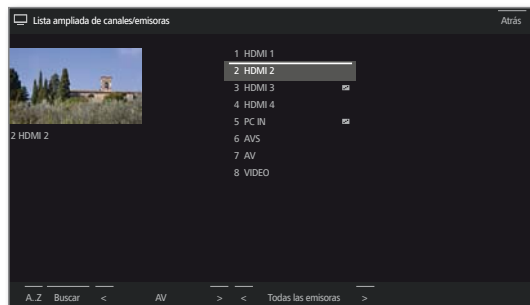 Lista ampliada de canales/emisoras Atrás
1 HDMI 1
2 HDMI 2
3 HDMI 3
4 HDMI 4
5 PC IN
6 AVS
7 AV
8 VIDEO
2 HDMI 2
A..Z Buscar < AV > < Todas las emisoras >